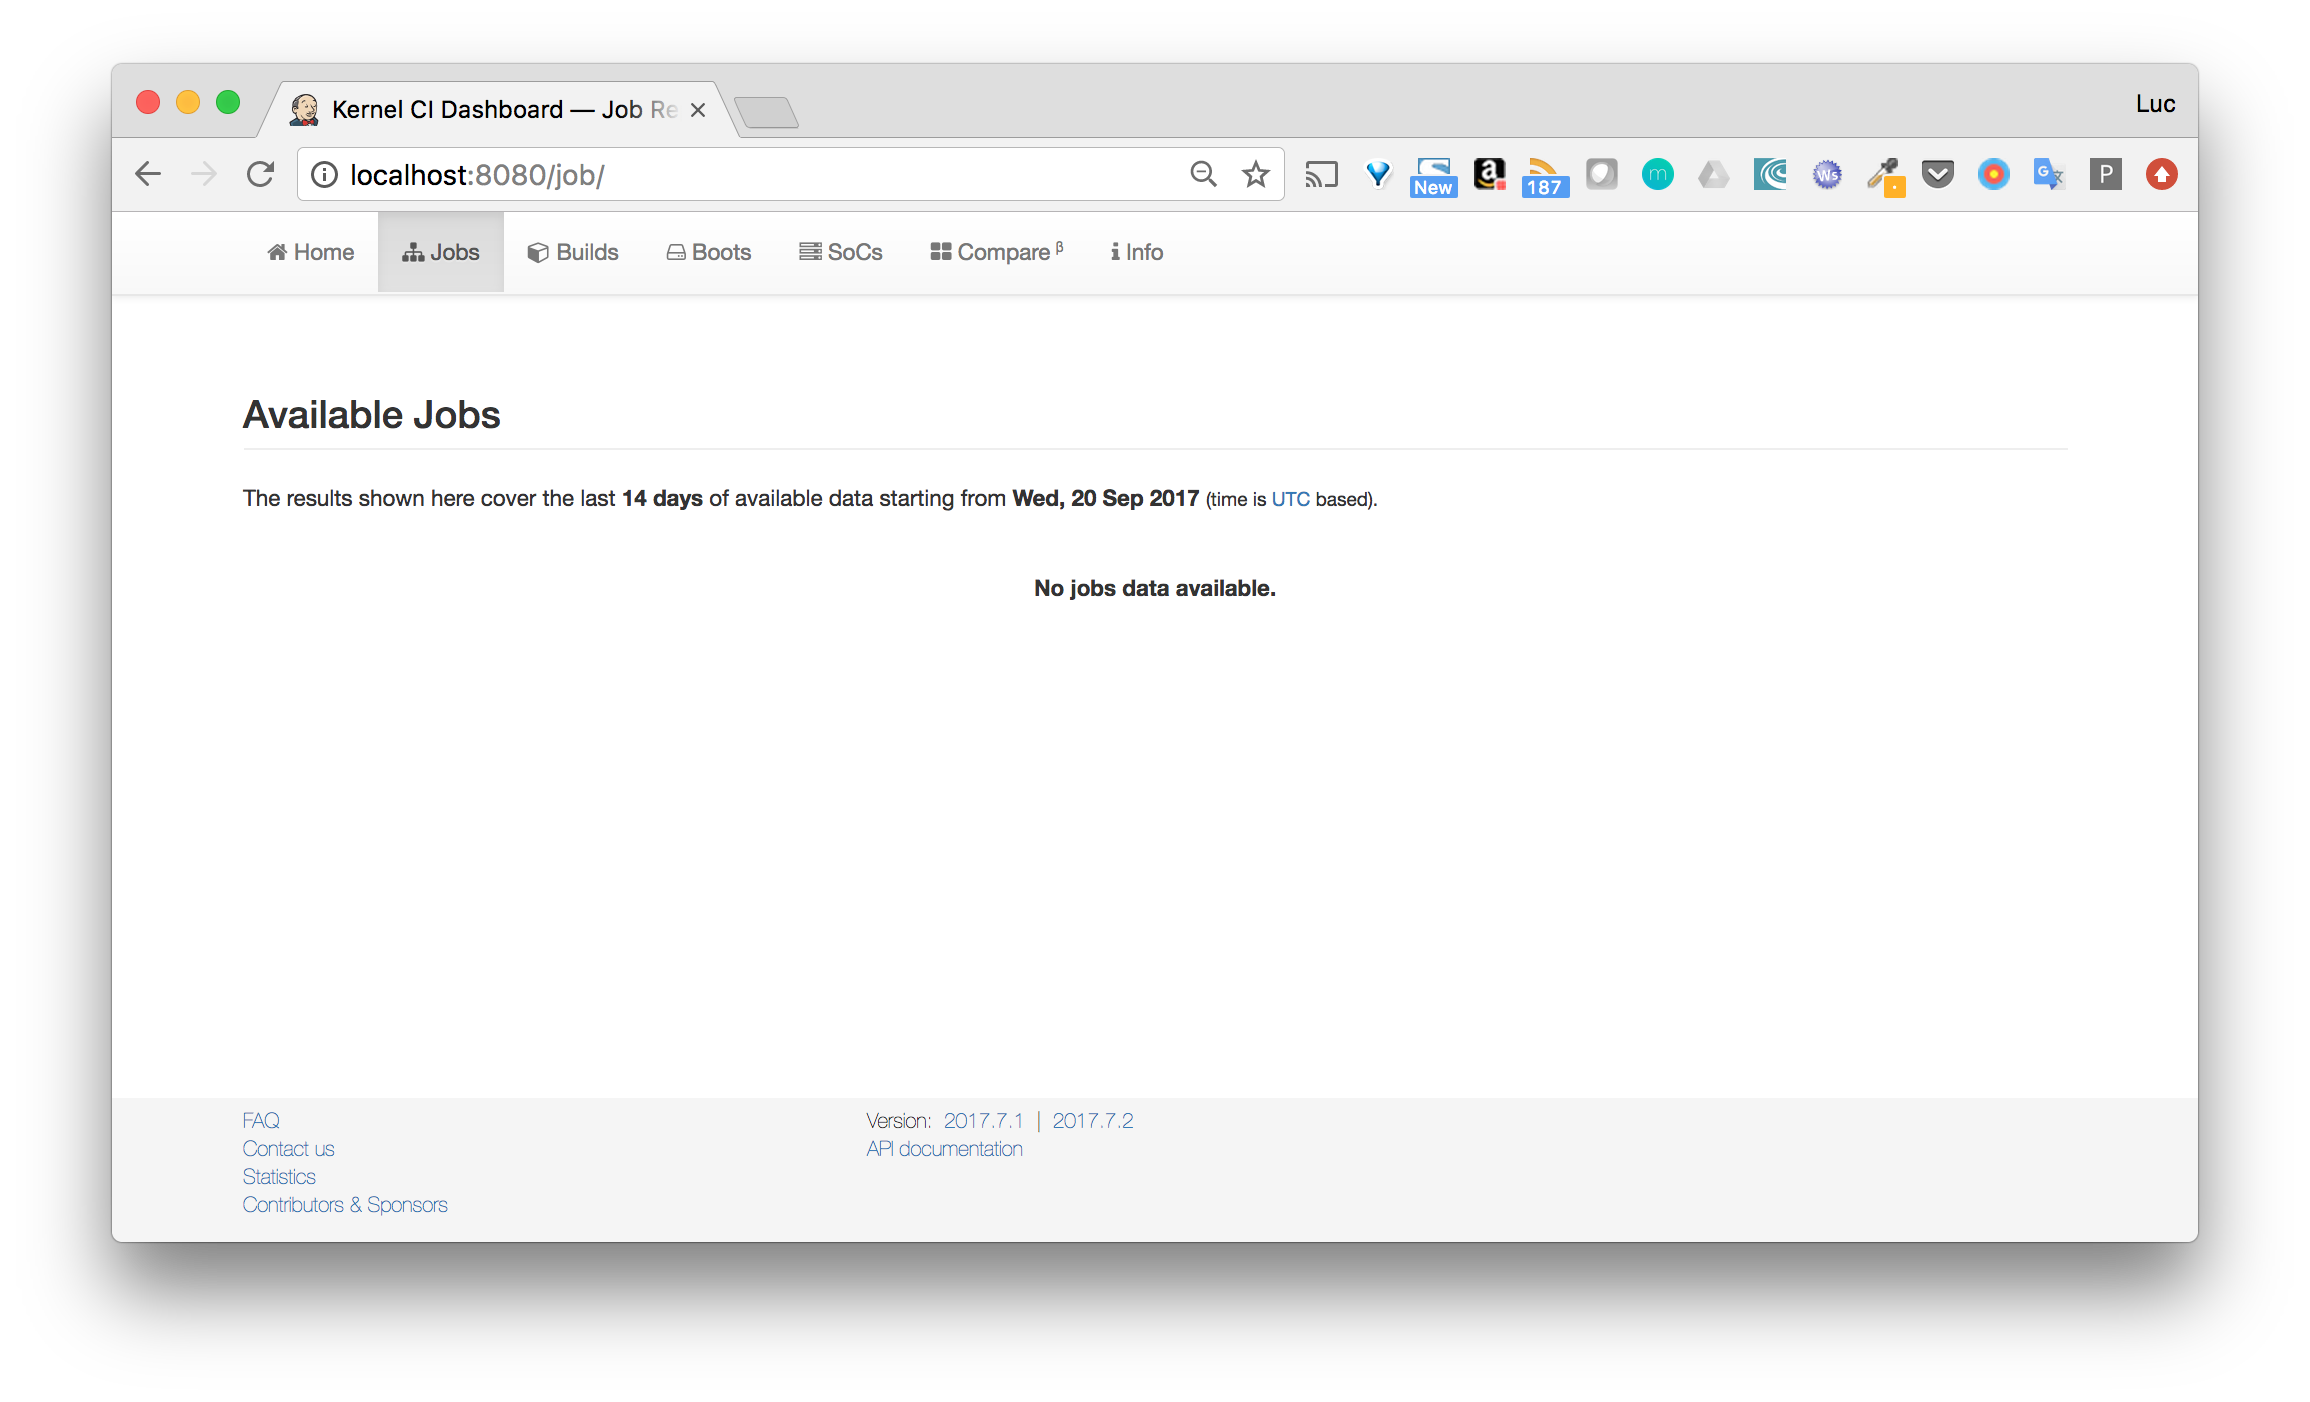 Kernel CI Dashboard — Job Re
Luc
localhost:8080/job/
New
a
187
m
Ws
G
P
Home
Jobs
Builds
Boots
SoCs
Compare β
Info
Available Jobs
The results shown here cover the last 14 days of available data starting from Wed, 20 Sep 2017 (time is UTC based).
No jobs data available.
FAQ
Contact us
Statistics
Contributors & Sponsors
Version: 2017.7.1 | 2017.7.2
API documentation